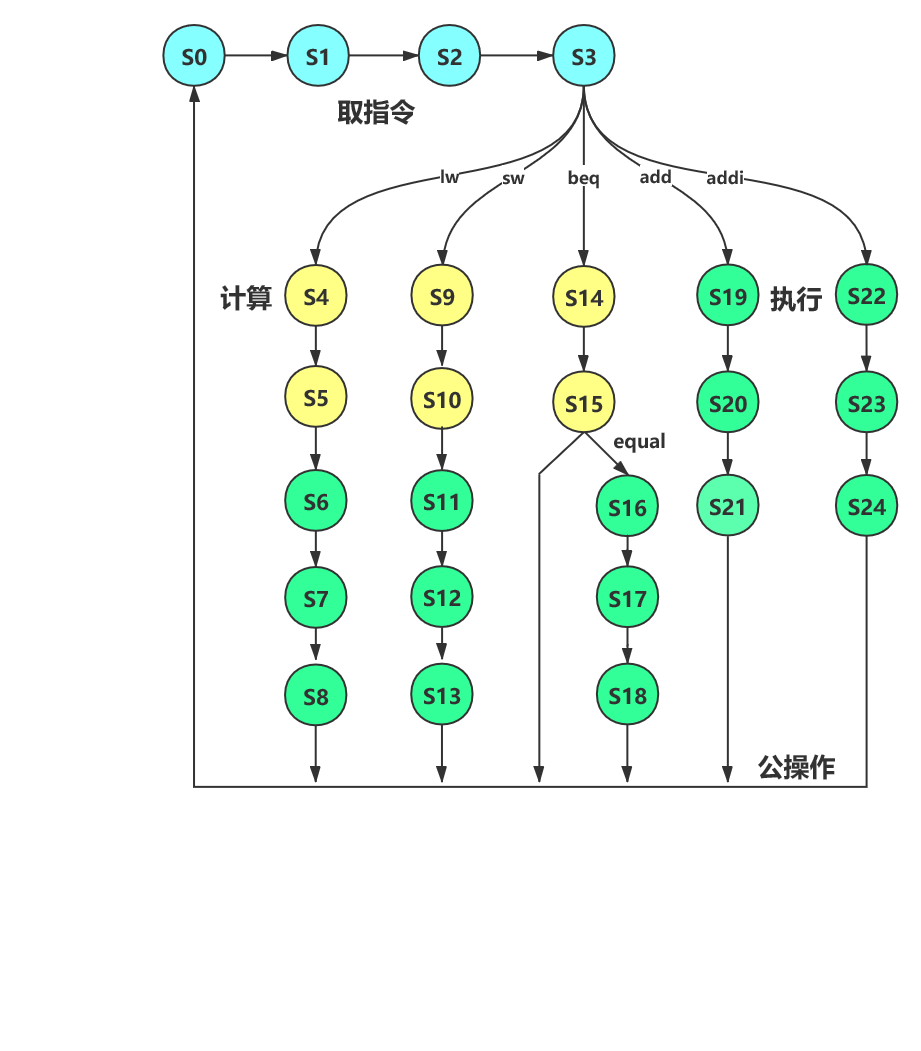 S0
S1
S2
S3
取指令
lw
sw
beq
add
addi
计算
S4
S9
S14
S19
执行
S22
S5
S10
S15
S20
S23
equal
S6
S11
S16
S21
S24
S7
S12
S17
S8
S13
S18
公操作